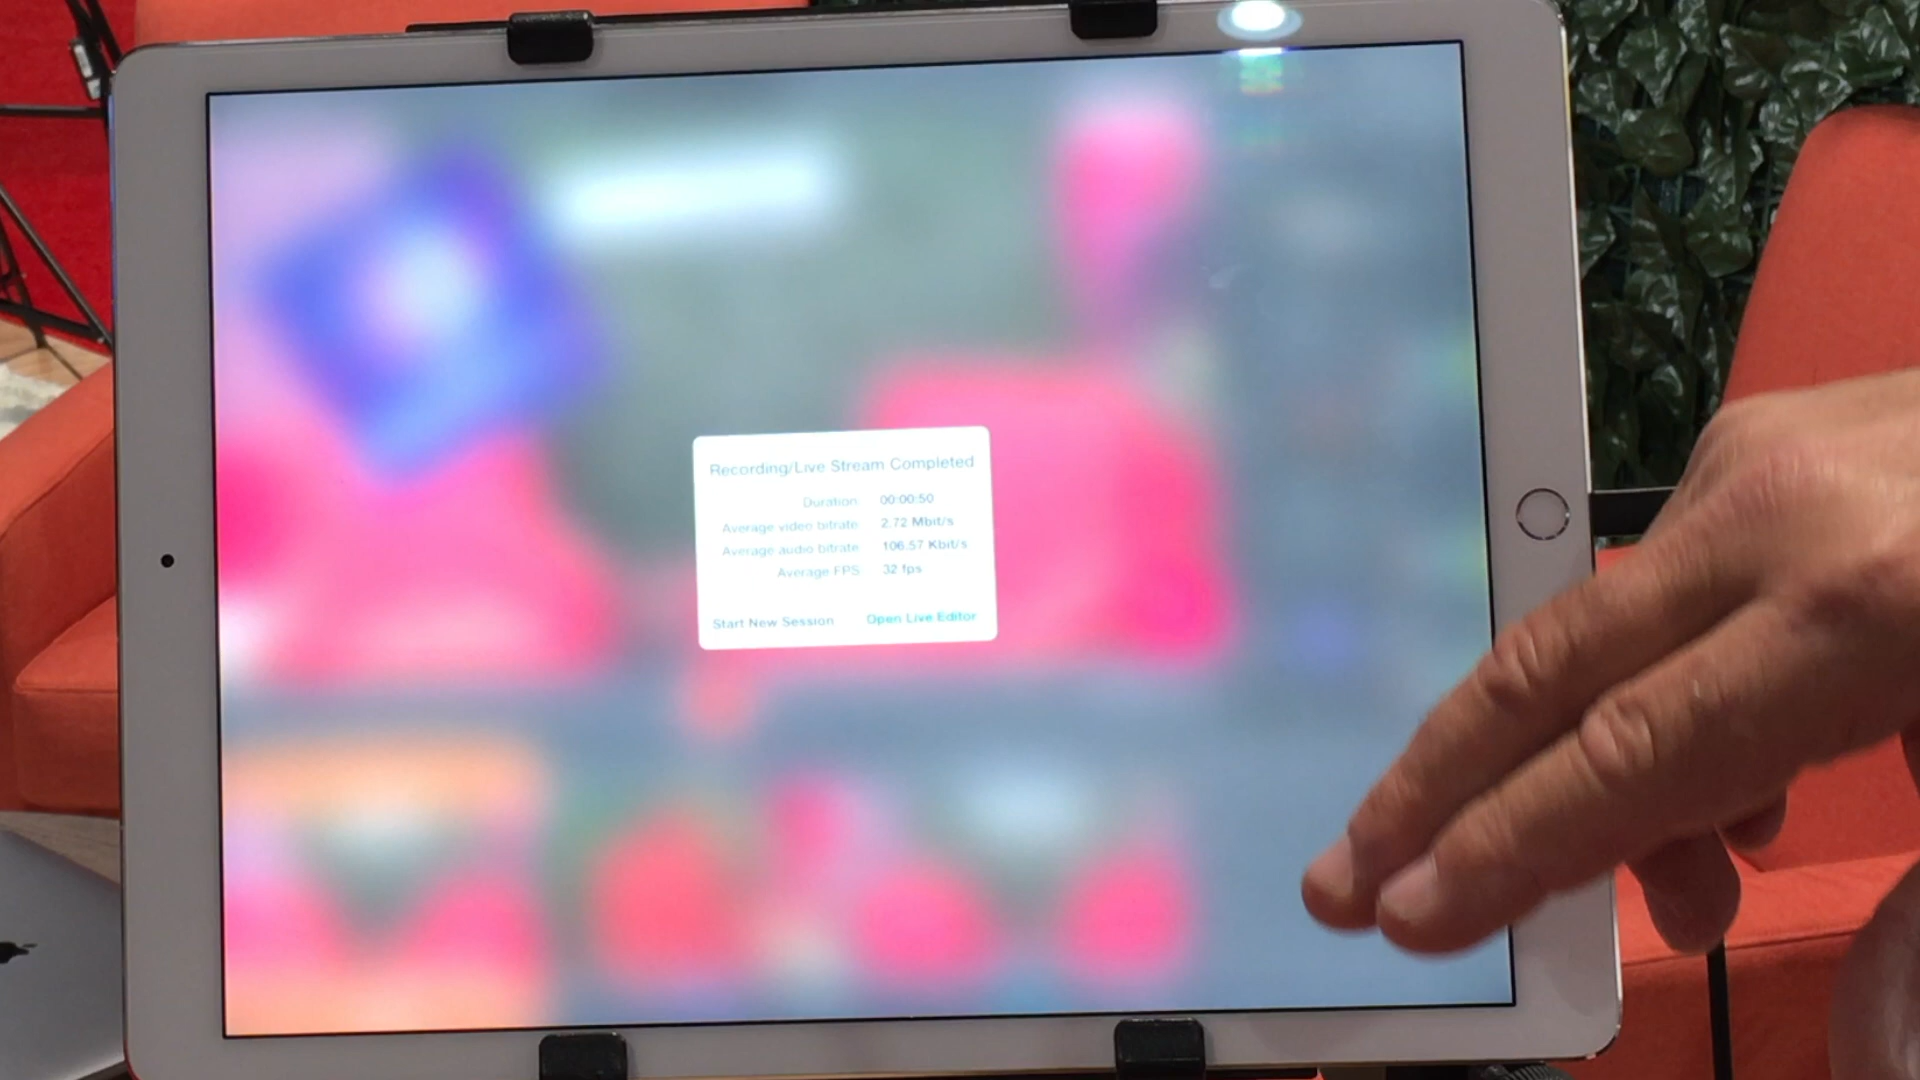 Recording/Live Stream Completed
Duration: 00:00:50
Average video bitrate: 2.72 Mbit/s
Average audio bitrate: 106.57 Kbit/s
Average FPS: 32 fps
Start New Session Open Live Editor